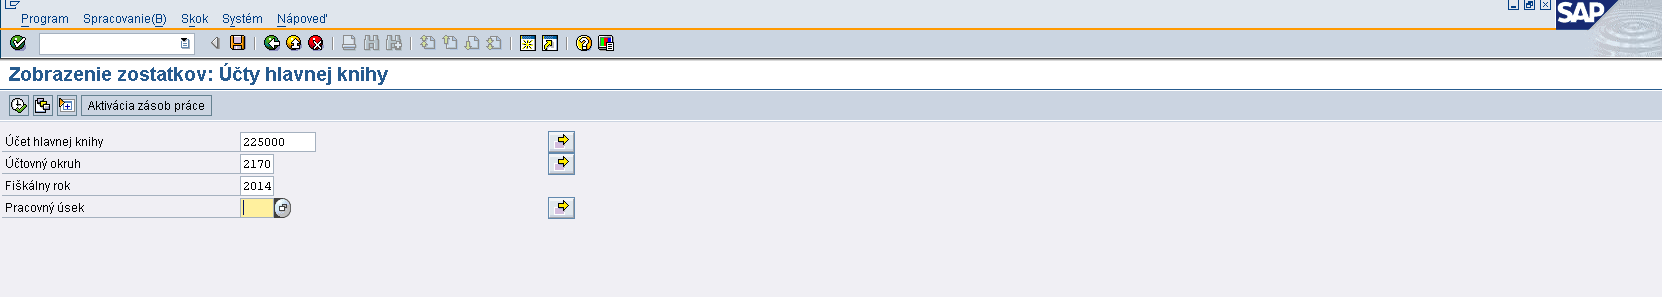 Program Spracovanie(B) Skok Systém Nápoveď
SAP
Zobrazenie zostatkov: Účty hlavnej knihy
Aktivácia zásob práce
Účet hlavnej knihy 225000
Účtovný okruh 2170
Fiškálny rok 2014
Pracovný úsek